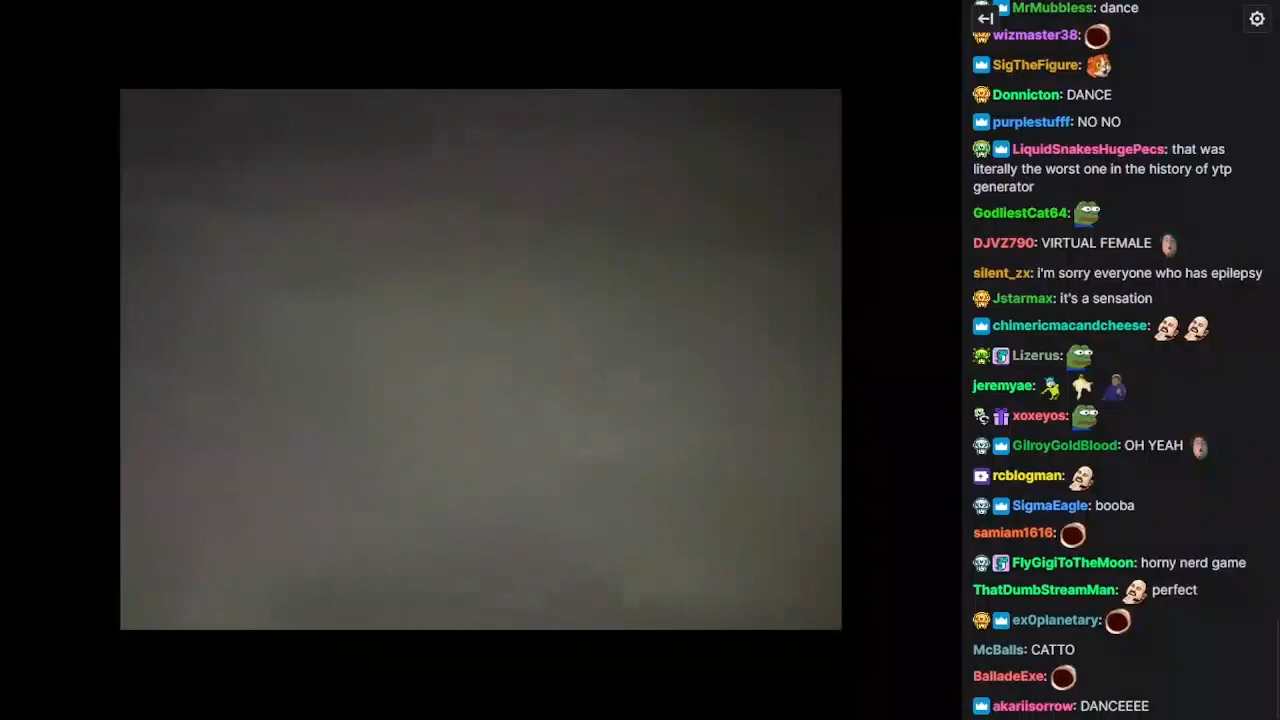 MrMubbless: dance
wizmaster38:
SigTheFigure:
Donnicton: DANCE
purplestufff: NO NO
LiquidSnakesHugePecs: that was
literally the worst one in the history of ytp
generator
GodliestCat64:
DJVZ790: VIRTUAL FEMALE
silent_zx: i'm sorry everyone who has epilepsy
Jstarmax: it's a sensation
chimericmacandcheese:
Lizerus:
jeremyae:
xoxeyos:
GilroyGoldBlood: OH YEAH
rcblogman:
SigmaEagle: booba
samiam1616:
FlyGigiToTheMoon: horny nerd game
ThatDumbStreamMan: perfect
ex0planetary:
McBalls: CATTO
BalladeExe:
akariisorrow: DANCEEEE